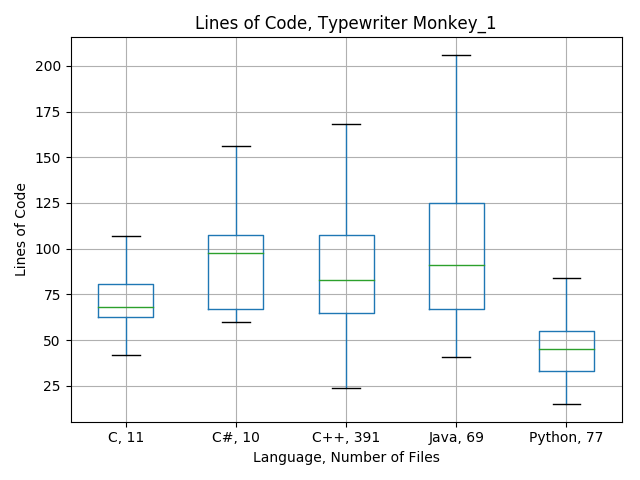 Lines of Code, Typewriter Monkey_1
200
175
150
125
100
75
50
25
Lines of Code
C, 11
C#, 10
C++, 391
Java, 69
Python, 77
Language, Number of Files